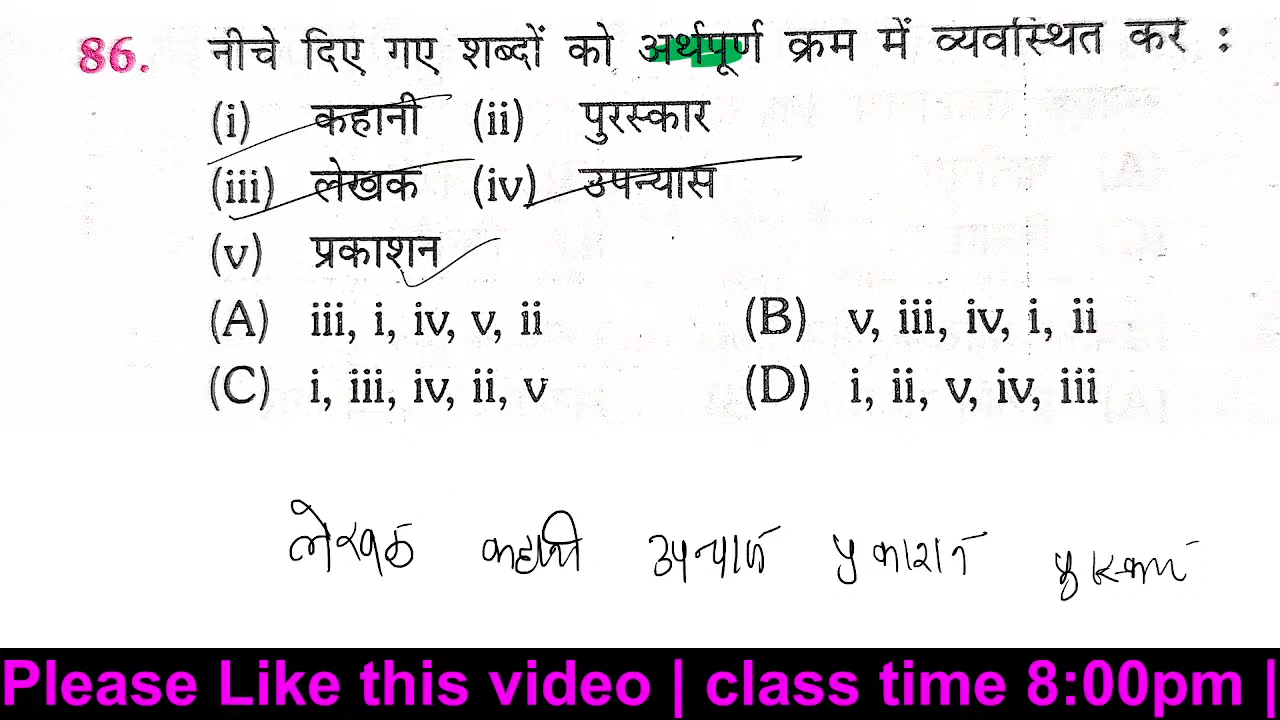 86. नीचे दिए गए शब्दों को अर्थपूर्ण क्रम में व्यवस्थित करें :
(i) कहानी (ii) पुरस्कार
(iii) लेखक (iv) उपन्यास
(v) प्रकाशन
(A) iii, i, iv, v, ii (B) v, iii, iv, i, ii
(C) i, iii, iv, ii, v (D) i, ii, v, iv, iii
लेखक कहानी उपन्यास प्रकाशन
Please Like this video | class time 8:00pm |